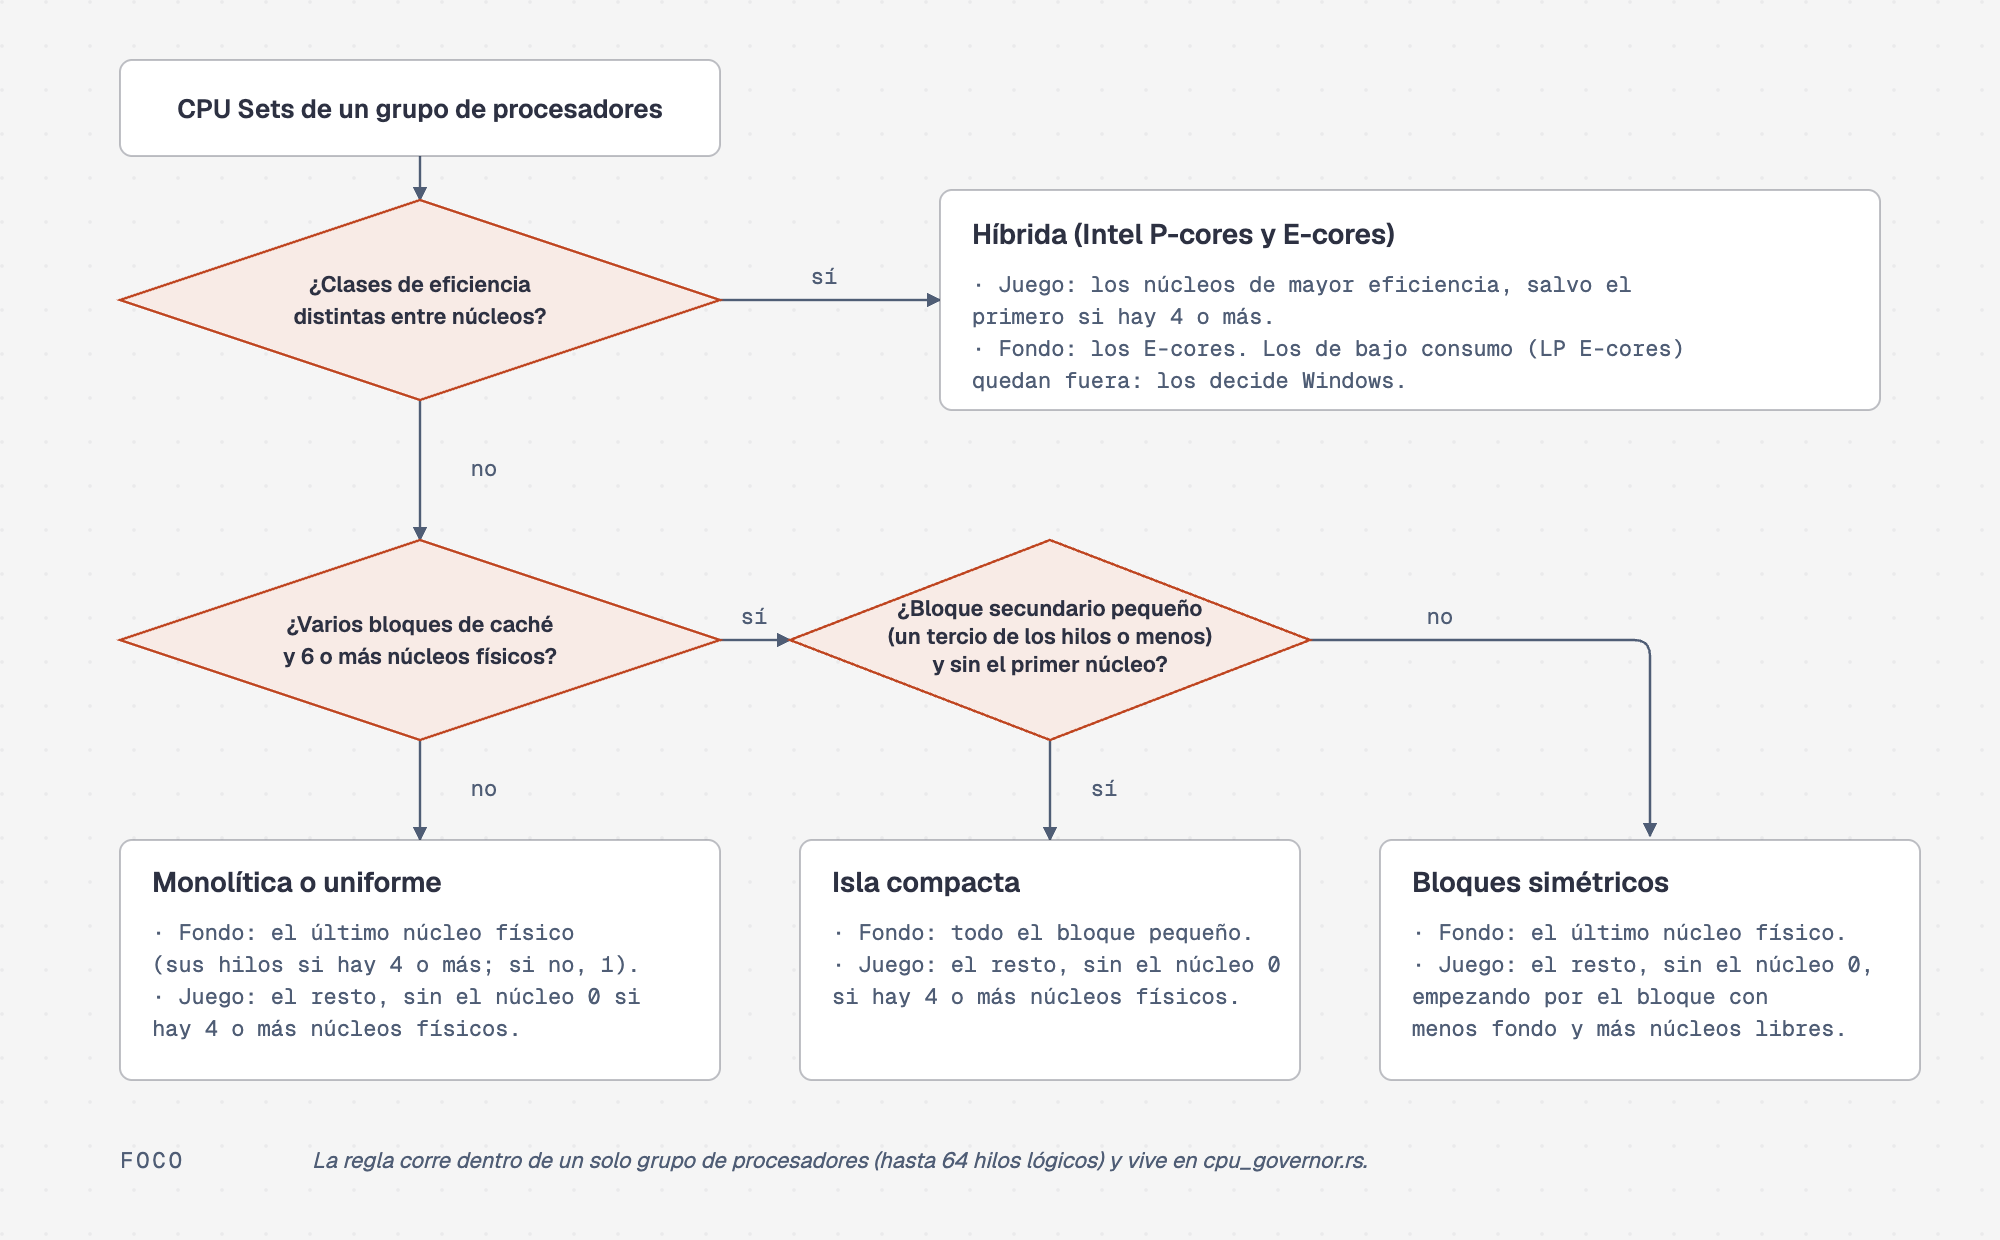 CPU Sets de un grupo de procesadores
¿Clases de eficiencia
distintas entre núcleos?
sí
Híbrida (Intel P-cores y E-cores)
· Juego: los núcleos de mayor eficiencia, salvo el
primero si hay 4 o más.
· Fondo: los E-cores. Los de bajo consumo (LP E-cores)
quedan fuera: los decide Windows.
no
¿Varios bloques de caché
y 6 o más núcleos físicos?
sí
¿Bloque secundario pequeño
(un tercio de los hilos o menos)
y sin el primer núcleo?
no
no
sí
Monolítica o uniforme
· Fondo: el último núcleo físico
(sus hilos si hay 4 o más; si no, 1).
· Juego: el resto, sin el núcleo 0 si
hay 4 o más núcleos físicos.
Isla compacta
· Fondo: todo el bloque pequeño.
· Juego: el resto, sin el núcleo 0
si hay 4 o más núcleos físicos.
Bloques simétricos
· Fondo: el último núcleo físico.
· Juego: el resto, sin el núcleo 0,
empezando por el bloque con
menos fondo y más núcleos libres.
FOCO
La regla corre dentro de un solo grupo de procesadores (hasta 64 hilos lógicos) y vive en cpu_governor.rs.